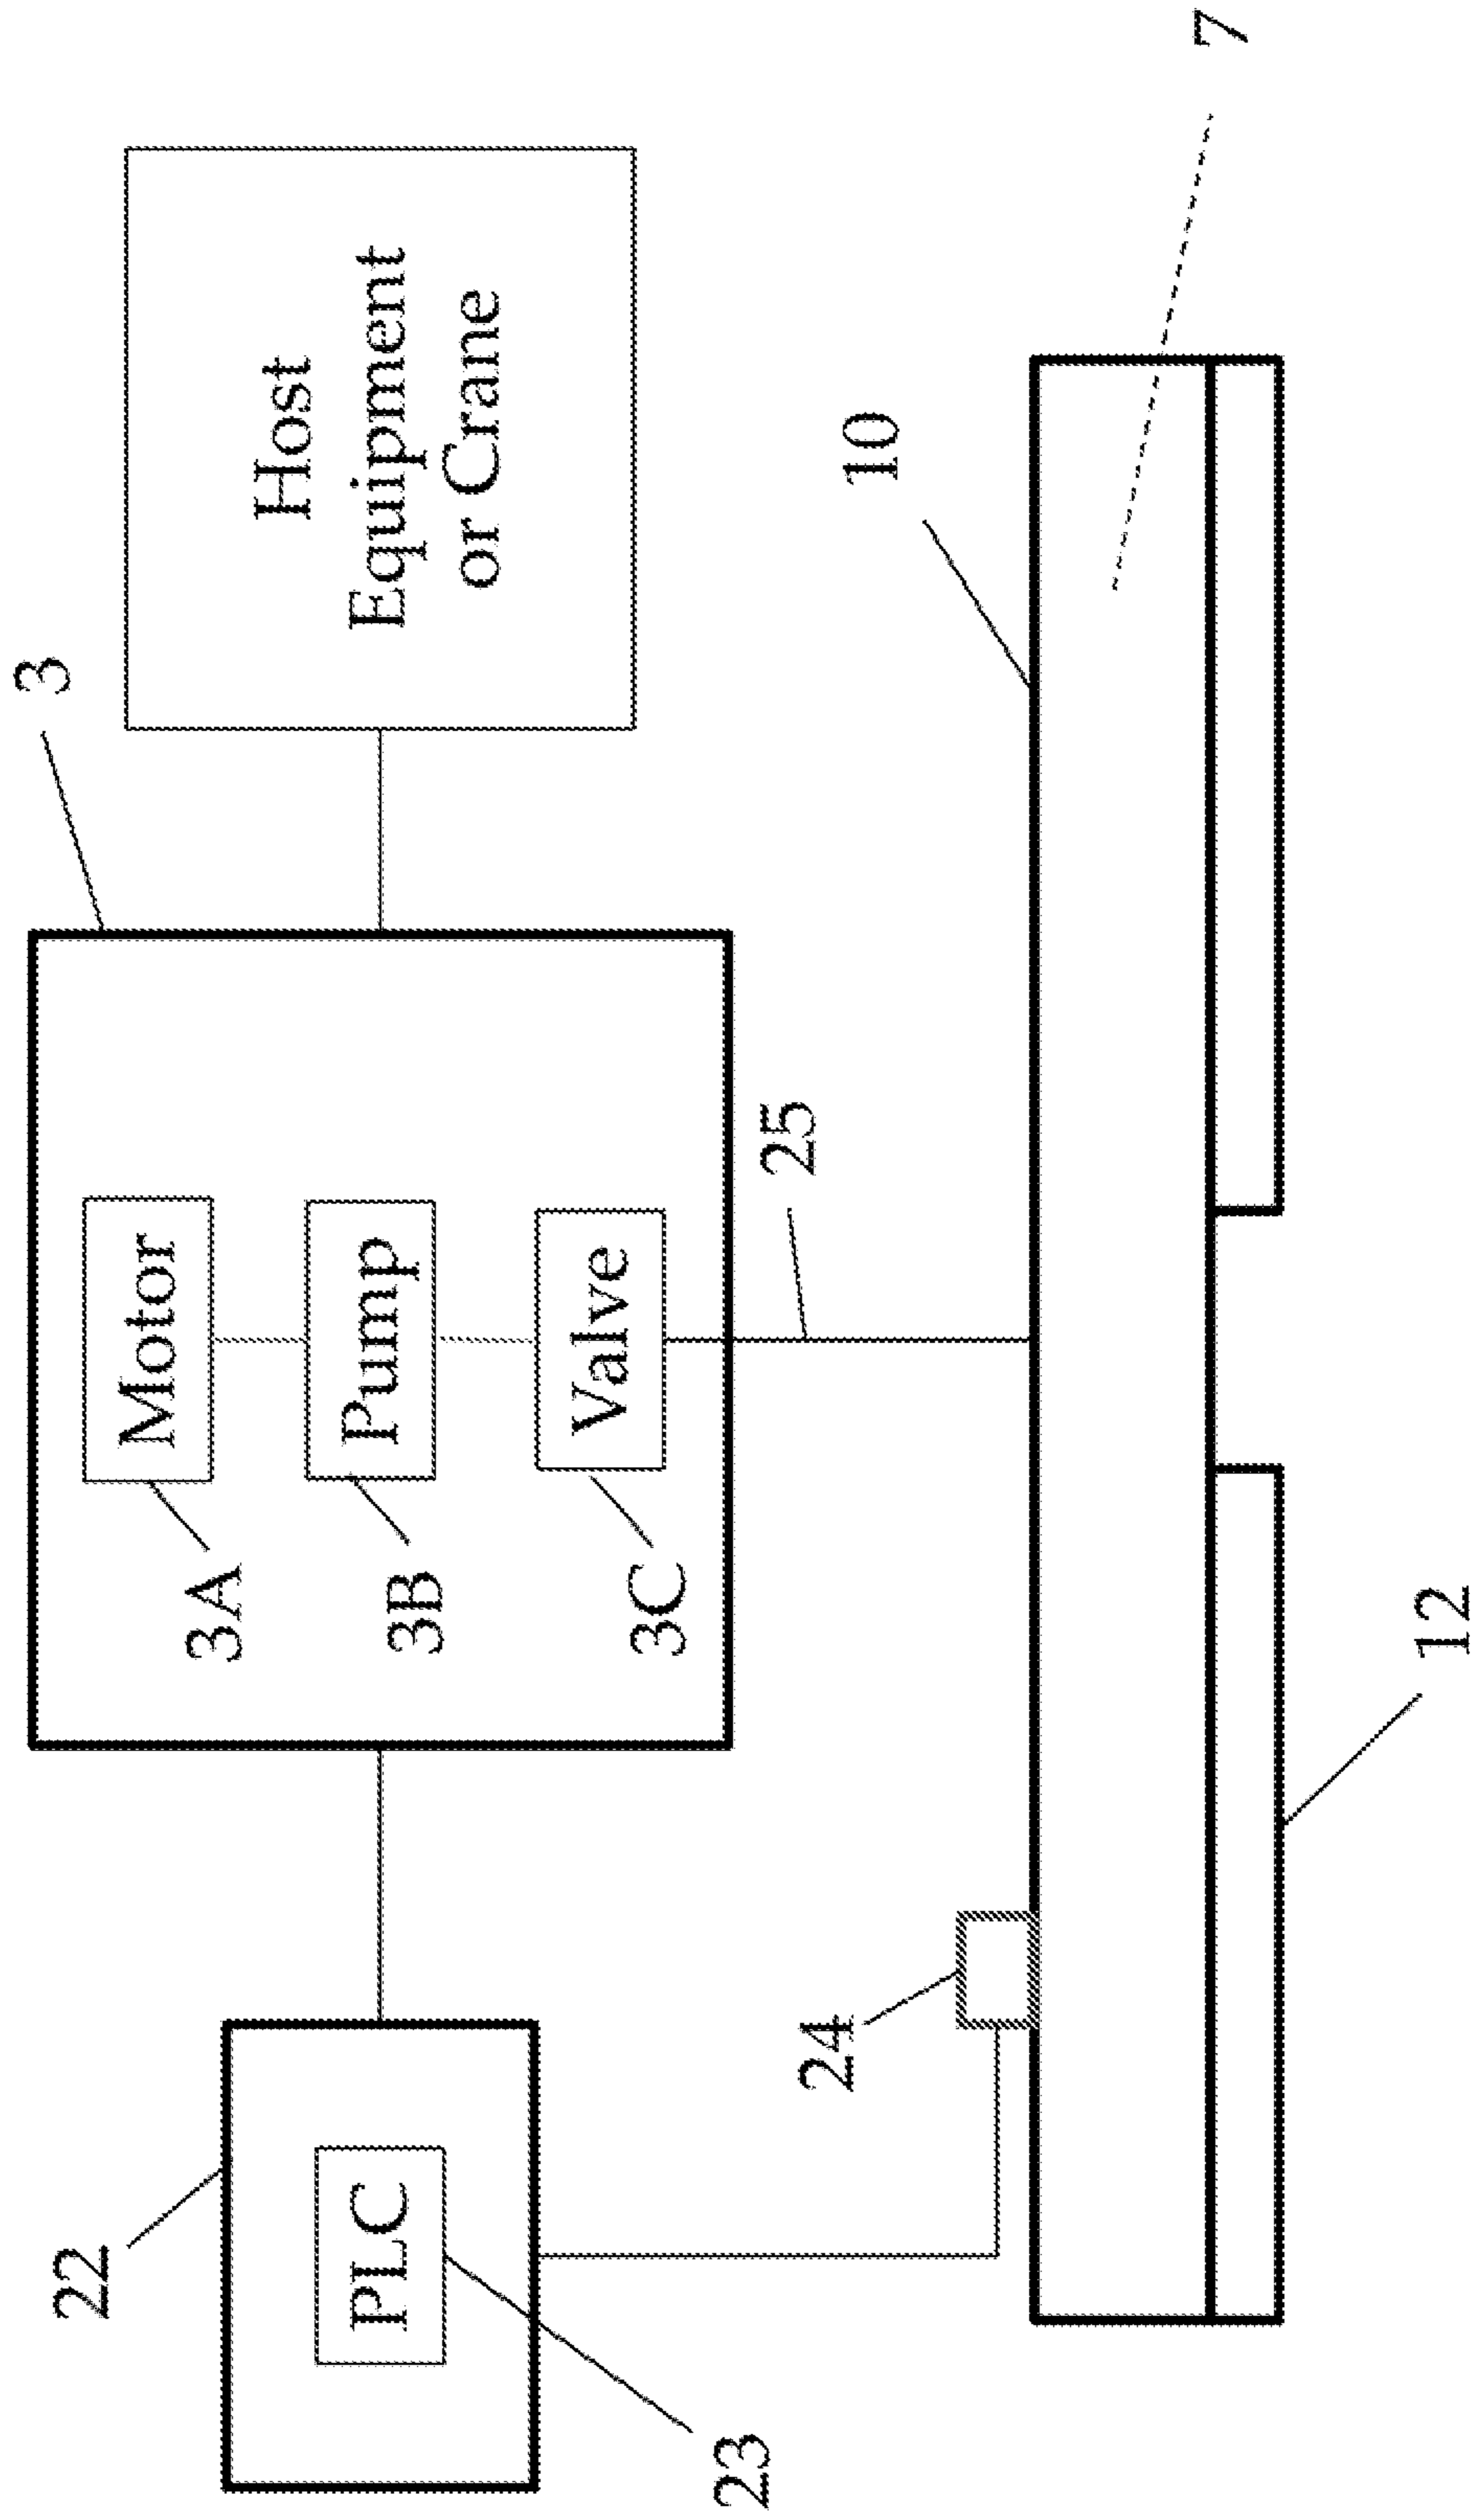 22
PLC
23
3
Motor
3A
Pump
3B
Valve
3C
25
Host
Equipment
or Crane
24
10
7
12